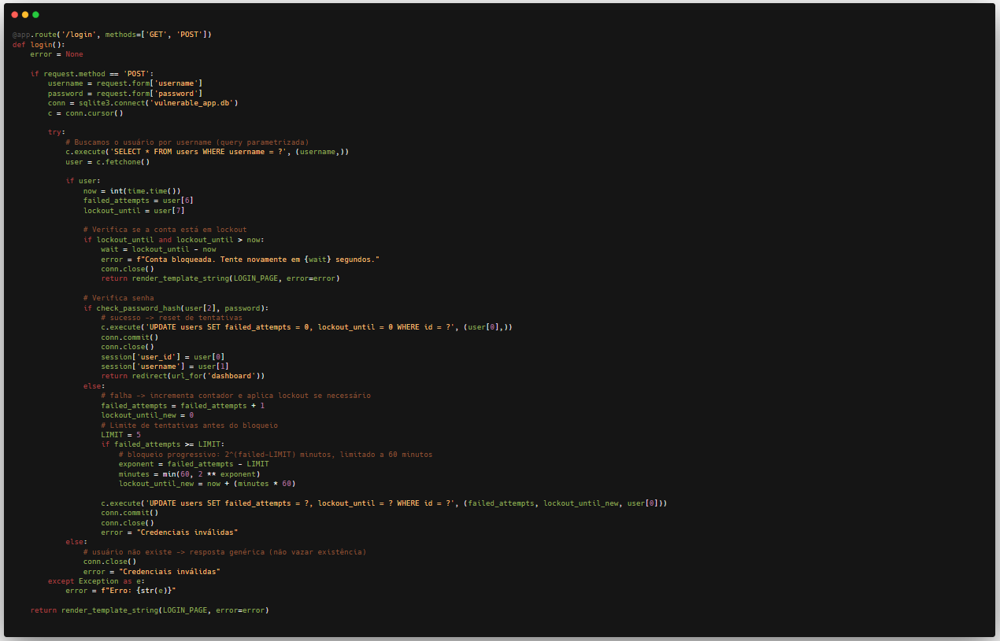 @app.route('/login', methods=['GET', 'POST'])
def login():
    error = None

    if request.method == 'POST':
        username = request.form['username']
        password = request.form['password']
        conn = sqlite3.connect('vulnerable_app.db')
        c = conn.cursor()

        try:
            # Buscamos o usuário por username (query parametrizada)
            c.execute('SELECT * FROM users WHERE username = ?', (username,))
            user = c.fetchone()

            if user:
                now = int(time.time())
                failed_attempts = user[6]
                lockout_until = user[7]

                # Verifica se a conta está em lockout
                if lockout_until and lockout_until > now:
                    wait = lockout_until - now
                    error = f"Conta bloqueada. Tente novamente em {wait} segundos."
                    conn.close()
                    return render_template_string(LOGIN_PAGE, error=error)

                # Verifica senha
                if check_password_hash(user[2], password):
                    # sucesso -> reset de tentativas
                    c.execute('UPDATE users SET failed_attempts = 0, lockout_until = 0 WHERE id = ?', (user[0],))
                    conn.commit()
                    conn.close()
                    session['user_id'] = user[0]
                    session['username'] = user[1]
                    return redirect(url_for('dashboard'))
                else:
                    # falha -> incrementa contador e aplica lockout se necessário
                    failed_attempts = failed_attempts + 1
                    lockout_until_new = 0
                    # Limite de tentativas antes do bloqueio
                    LIMIT = 5
                    if failed_attempts >= LIMIT:
                        # bloqueio progressivo: 2^(failed-LIMIT) minutos, limitado a 60 minutos
                        exponent = failed_attempts - LIMIT
                        minutes = min(60, 2 ** exponent)
                        lockout_until_new = now + (minutes * 60)

                    c.execute('UPDATE users SET failed_attempts = ?, lockout_until = ? WHERE id = ?', (failed_attempts, lockout_until_new, user[0]))
                    conn.commit()
                    conn.close()
                    error = "Credenciais inválidas"
            else:
                # usuário não existe -> resposta genérica (não vazar existência)
                conn.close()
                error = "Credenciais inválidas"
        except Exception as e:
            error = f"Erro: {str(e)}"

    return render_template_string(LOGIN_PAGE, error=error)